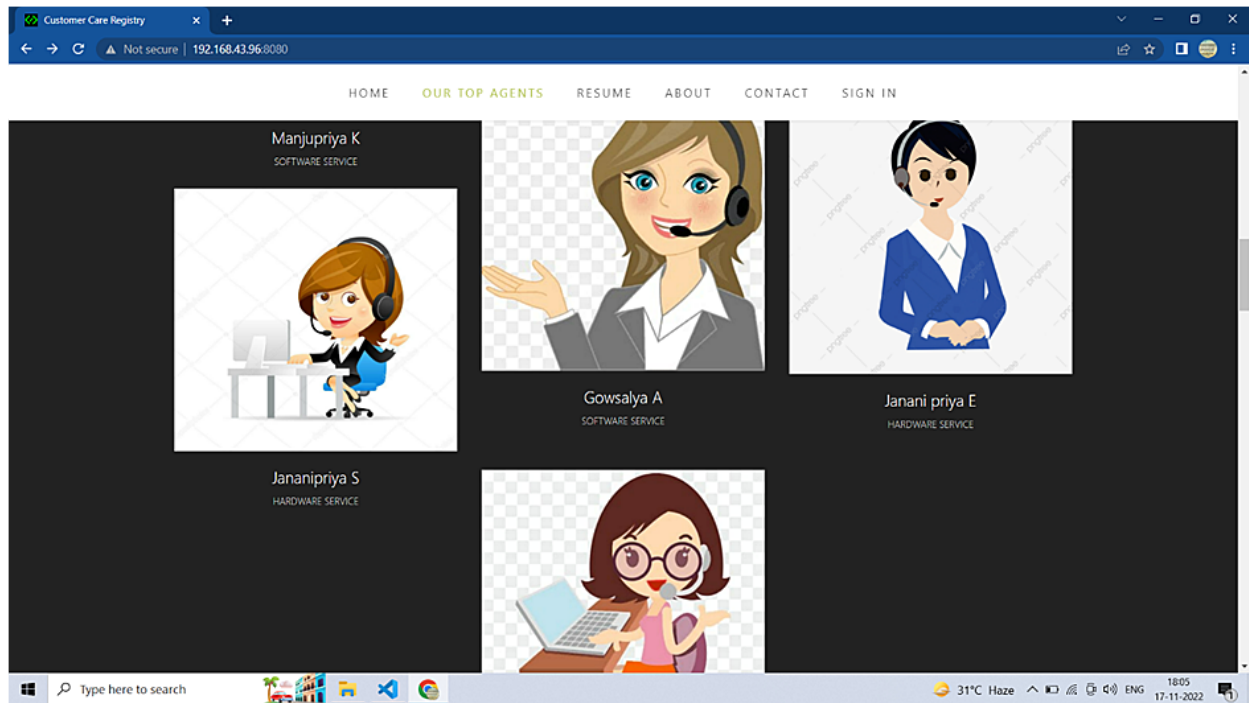 Customer Care Registry
Not secure | 192.168.43.96:8080
HOME OUR TOP AGENTS RESUME ABOUT CONTACT SIGN IN
Manjupriya K
SOFTWARE SERVICE
Gowsalya A
SOFTWARE SERVICE
Janani priya E
HARDWARE SERVICE
Jananipriya S
HARDWARE SERVICE
pngtree
Type here to search
31°C Haze
ENG
18:05
17-11-2022
1